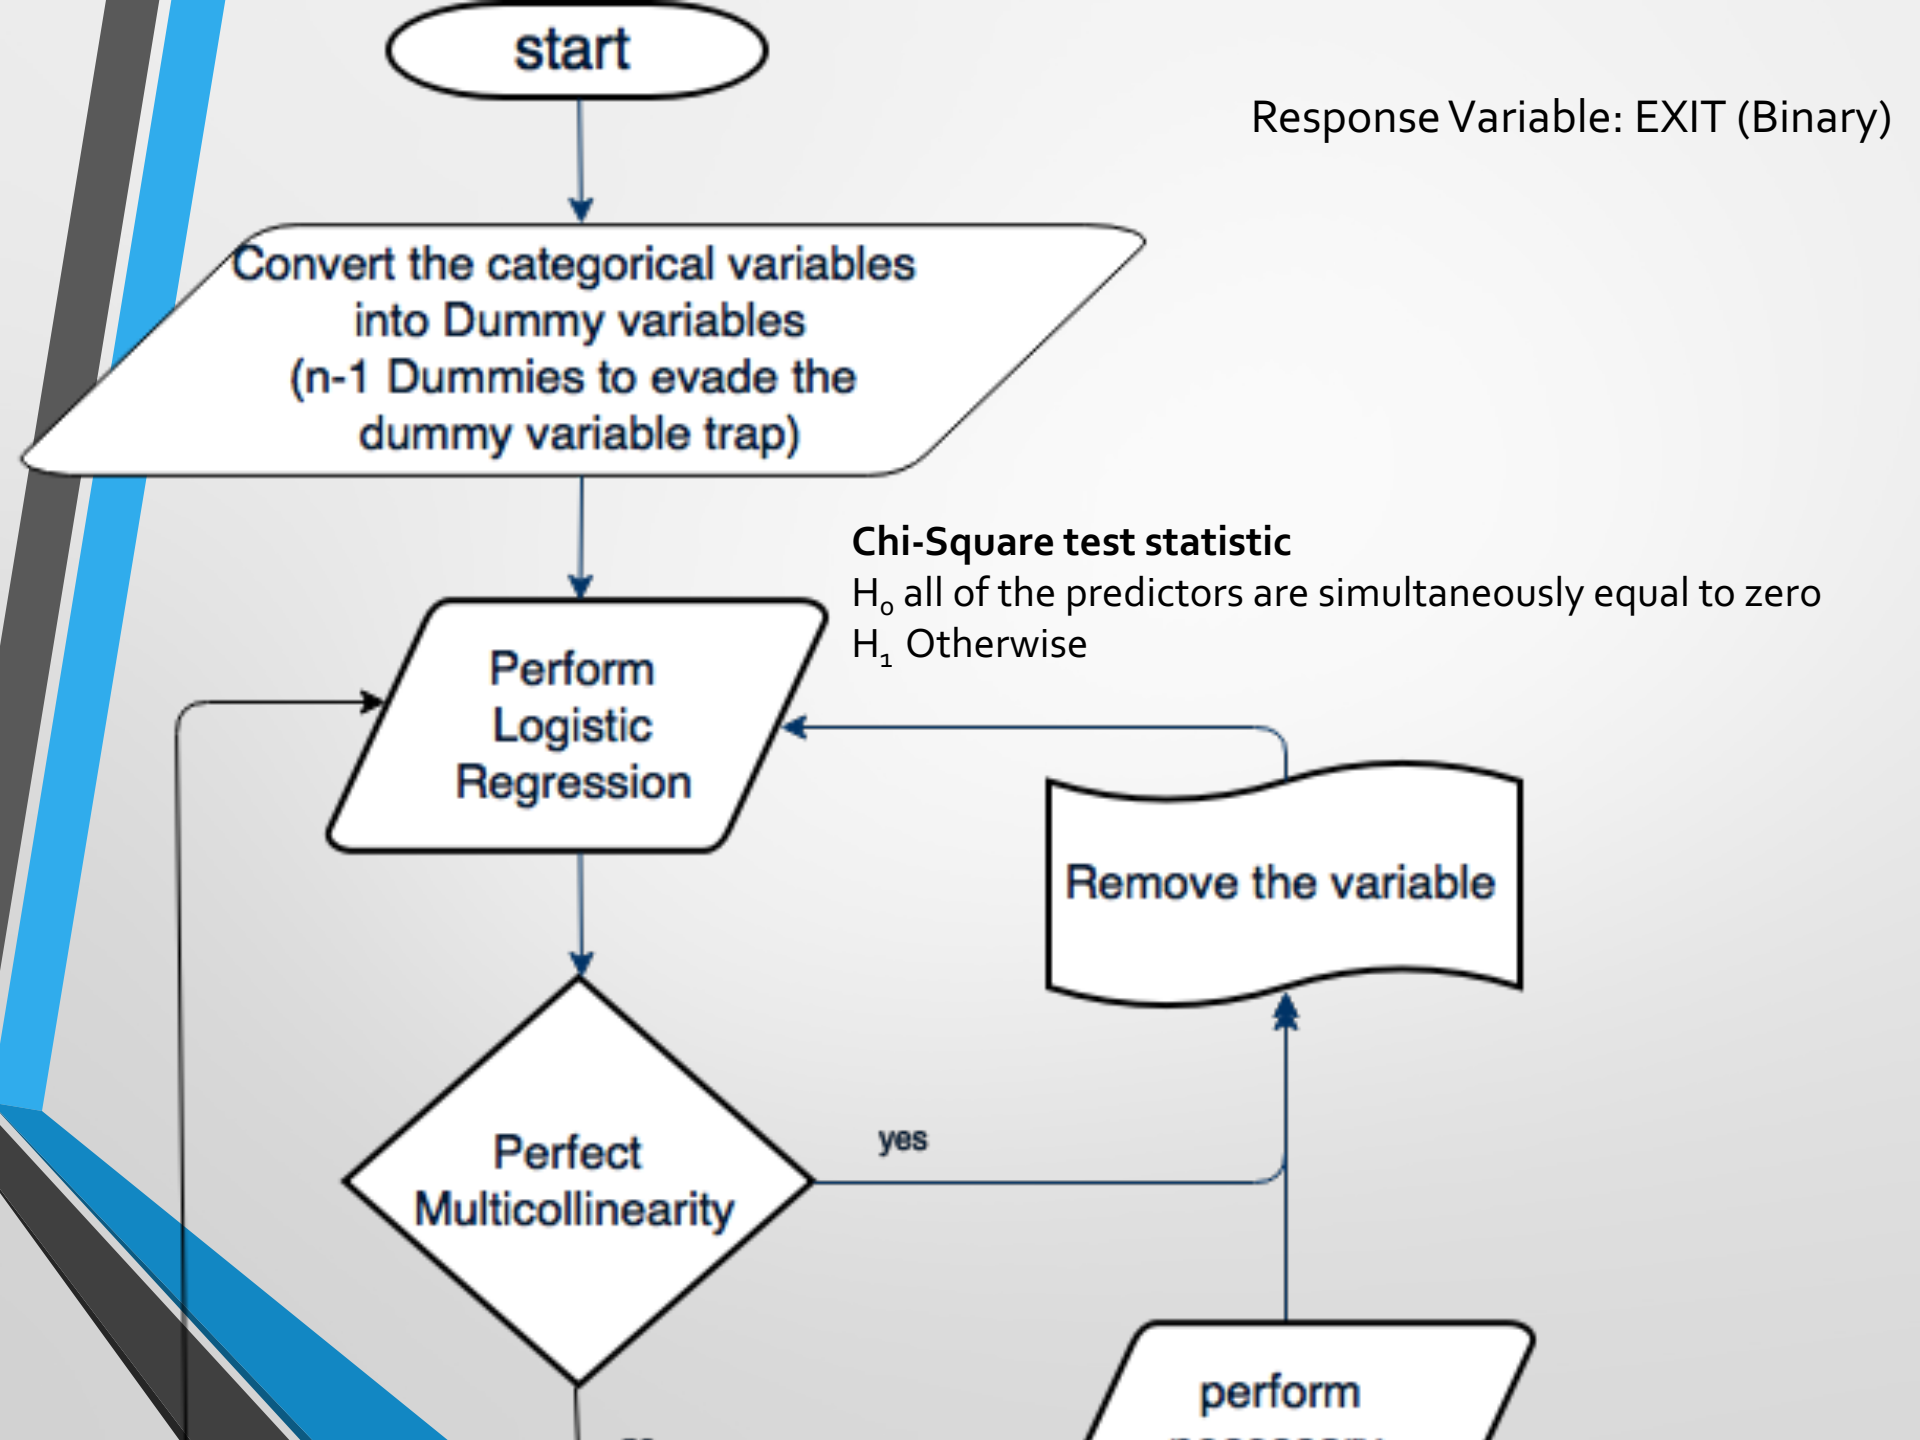 start
Response Variable: EXIT (Binary)
Convert the categorical variables
into Dummy variables
(n-1 Dummies to evade the
dummy variable trap)
Chi-Square test statistic
H₀ all of the predictors are simultaneously equal to zero
H₁ Otherwise
Perform
Logistic
Regression
Remove the variable
Perfect
Multicollinearity
yes
perform